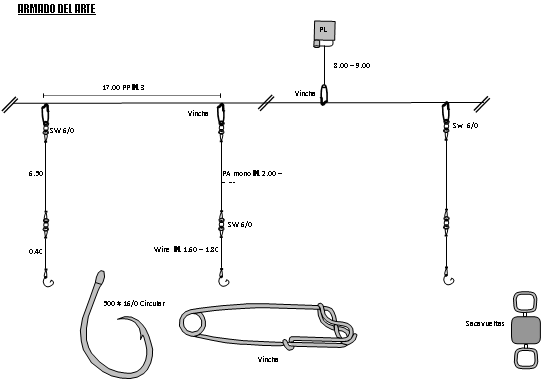 ARMADO DEL ARTE
PL
8.00 – 9.00
17.00 PP M. 3
Vincha
Vincha
SW 6/0
Sw 6/0
6.50
PA mono M. 2.00 –
SW 6/0
0.40
Wire M. 1.60 – 1.80
500 # 16/0 Circular
Vincha
Sacavueltas